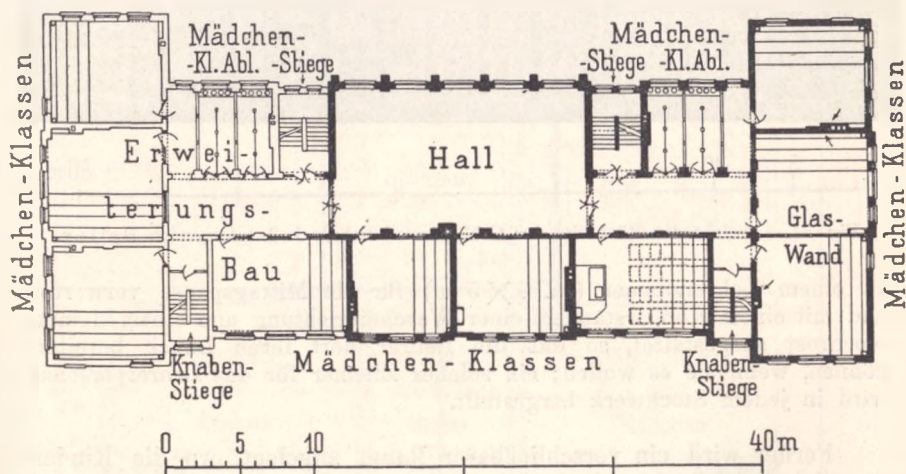 Mädchen-
Kl. Abl. -Stiege
Mädchen-
-Stiege -Kl. Abl.
Mädchen-Klassen
Erwei-
terungs-
Bau
Hall
Glas-
Wand
Mädchen-Klassen
Knaben-
Stiege
Mädchen Klassen
Knaben-
Stiege
0 5 10 40 m